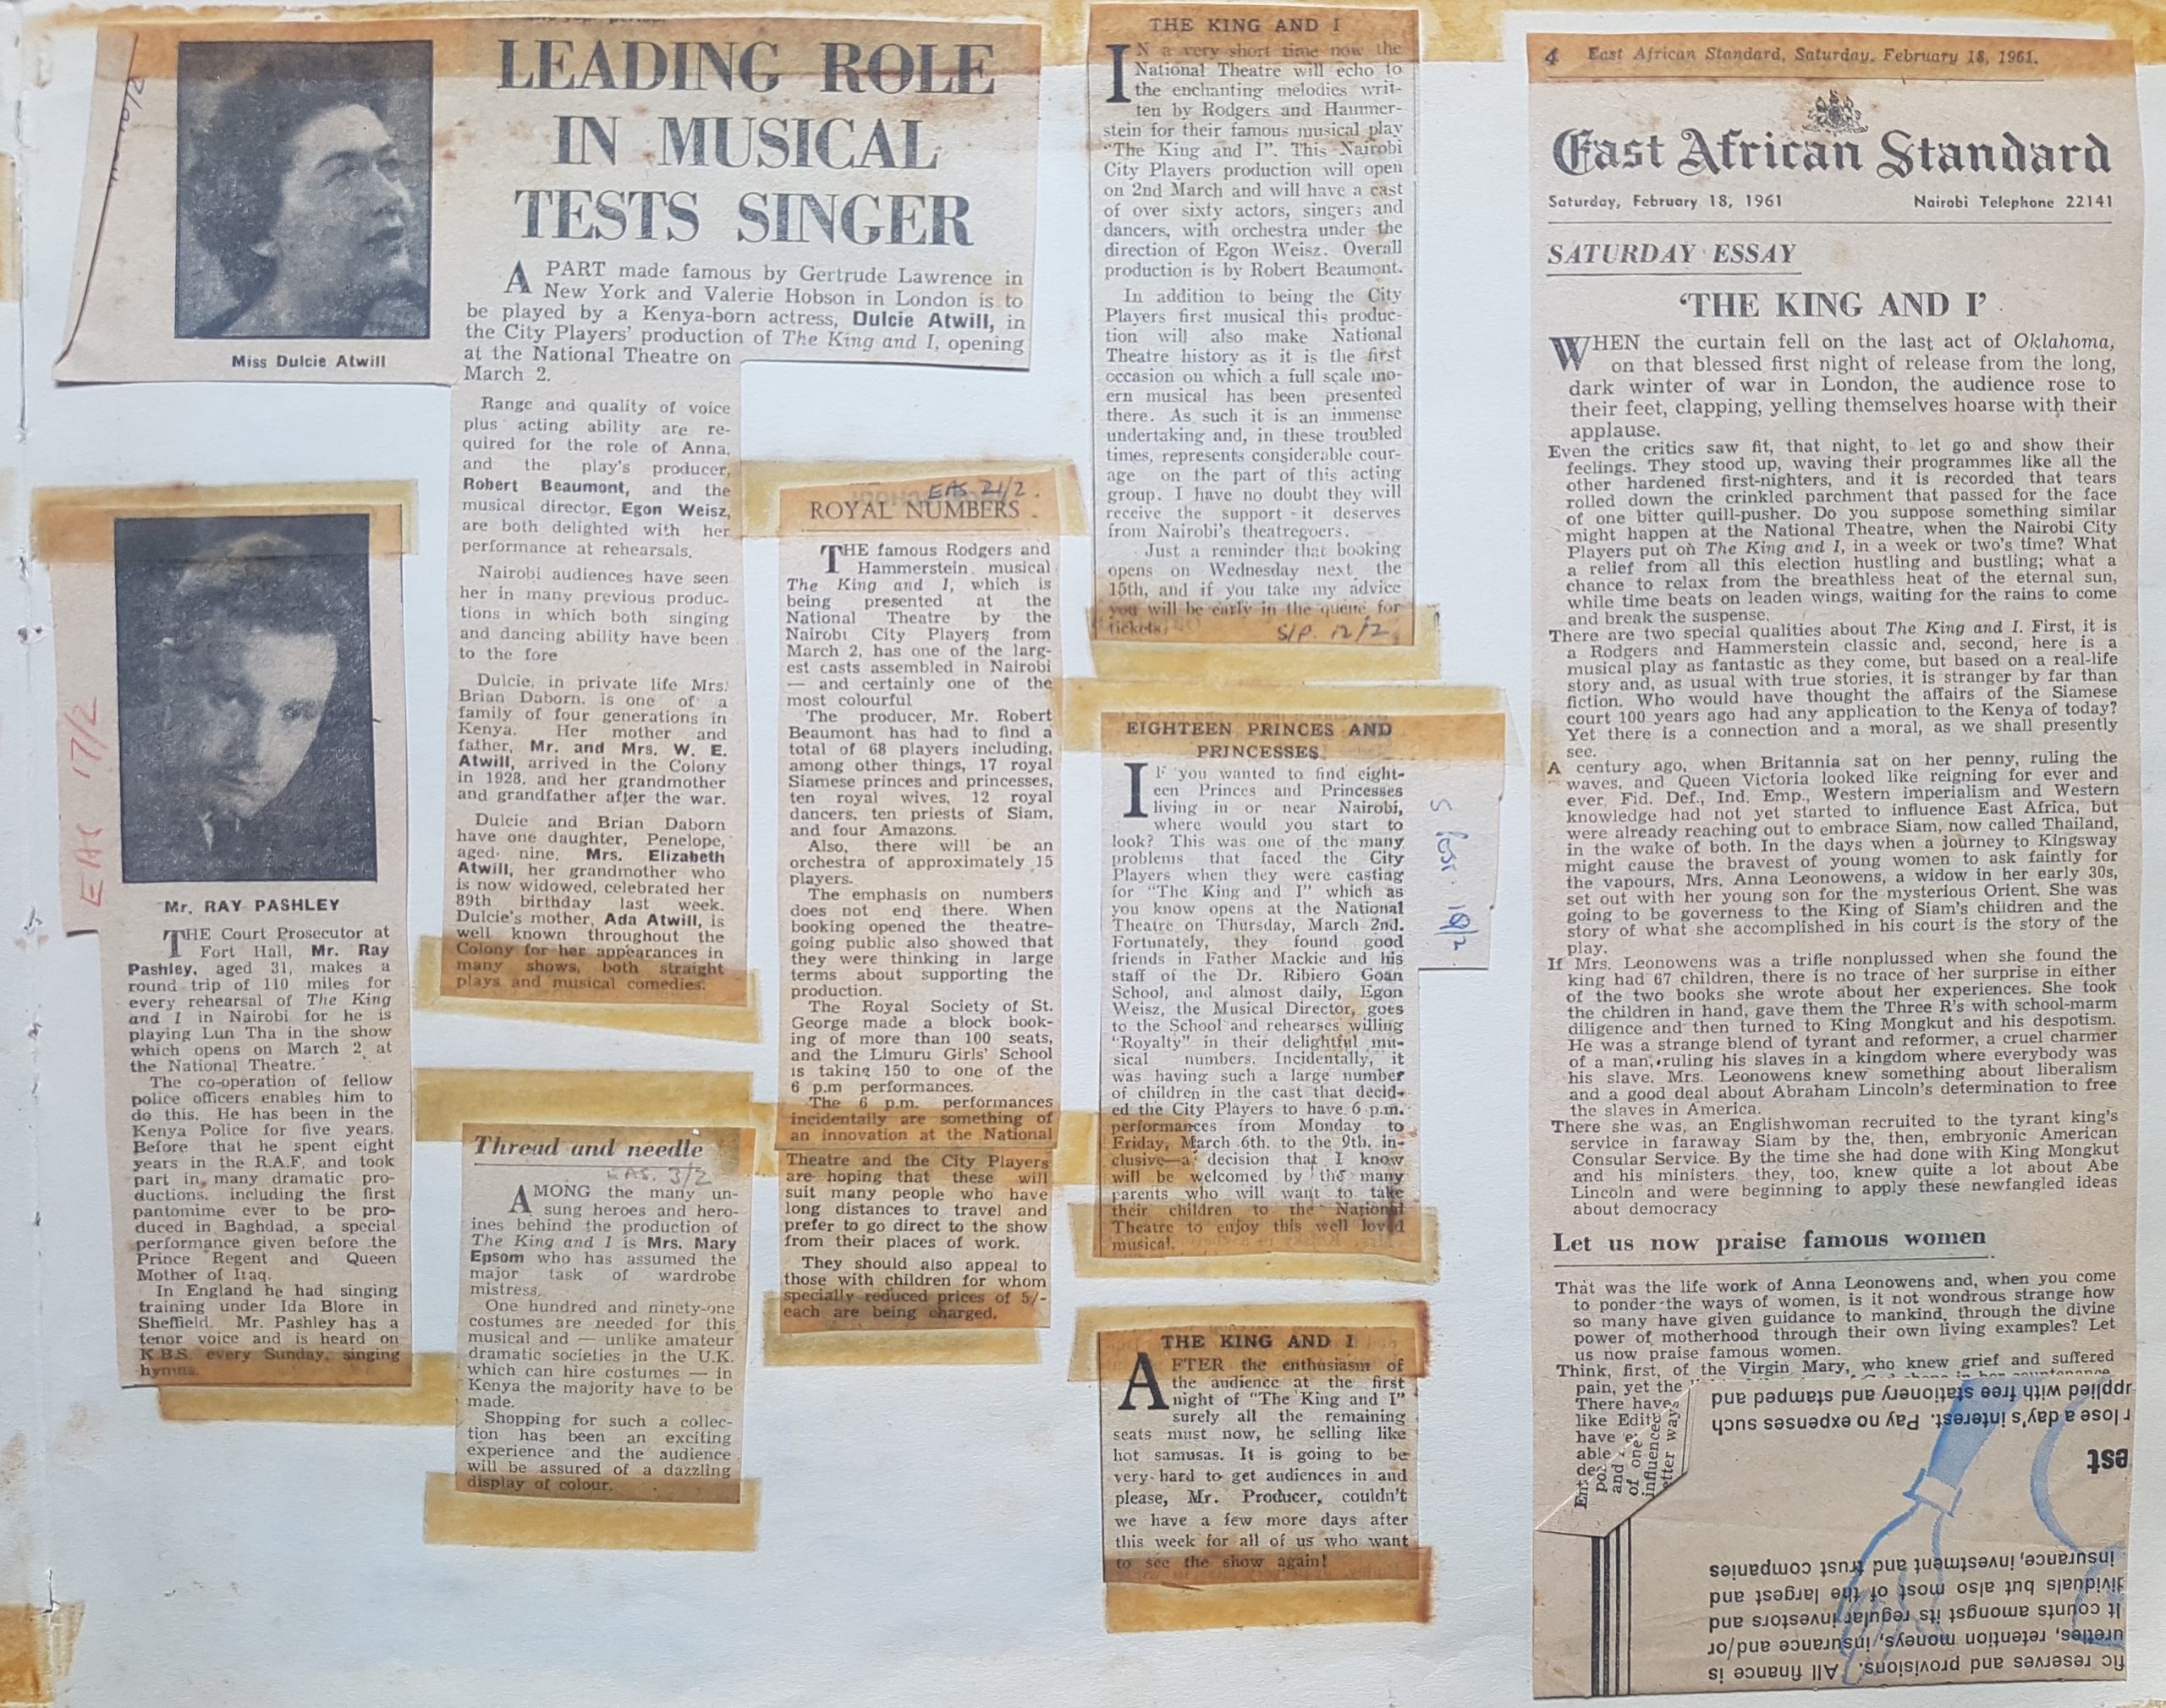 LEADING ROLE
IN MUSICAL
TESTS SINGER
Miss Dulcie Atwill
A PART made famous by Gertrude Lawrence in
New York and Valerie Hobson in London is to
be played by a Kenya-born actress, Dulcie Atwill, in
the City Players' production of The King and I, opening
at the National Theatre on
March 2.
Range and quality of voice
plus acting ability are re-
quired for the role of Anna,
and the play's producer,
Robert Beaumont, and the
musical director, Egon Weisz,
are both delighted with her
performance at rehearsals.
Nairobi audiences have seen
her in many previous produc-
tions in which both singing
and dancing ability have been
to the fore
Dulcie, in private life Mrs.
Brian Daborn, is one of a
family of four generations in
Kenya. Her mother and
father, Mr. and Mrs. W. E.
Atwill, arrived in the Colony
in 1928, and her grandmother
and grandfather after the war.
Dulcie and Brian Daborn
have one daughter, Penelope,
aged nine. Mrs. Elizabeth
Atwill, her grandmother who
is now widowed, celebrated her
89th birthday last week.
Dulcie's mother, Ada Atwill, is
well known throughout the
Colony for her appearances in
many shows, both straight
plays and musical comedies.
EAS 17/2
Mr. RAY PASHLEY
THE Court Prosecutor at
Fort Hall, Mr. Ray
Pashley, aged 31, makes a
round trip of 110 miles for
every rehearsal of The King
and I in Nairobi for he is
playing Lun Tha in the show
which opens on March 2 at
the National Theatre.
The co-operation of fellow
police officers enables him to
do this. He has been in the
Kenya Police for five years.
Before that he spent eight
years in the R.A.F. and took
part in many dramatic pro-
ductions, including the first
pantomime ever to be pro-
duced in Baghdad, a special
performance given before the
Prince Regent and Queen
Mother of Iraq.
In England he had singing
training under Ida Blore in
Sheffield. Mr. Pashley has a
tenor voice and is heard on
K.B.S. every Sunday, singing
hymns.
Thread and needle
EAS. 3/2
AMONG the many un-
sung heroes and hero-
ines behind the production of
The King and I is Mrs. Mary
Epsom who has assumed the
major task of wardrobe
mistress.
One hundred and ninety-one
costumes are needed for this
musical and — unlike amateur
dramatic societies in the U.K.
which can hire costumes — in
Kenya the majority have to be
made.
Shopping for such a collec-
tion has been an exciting
experience and the audience
will be assured of a dazzling
display of colour.
EAS 21/2.
ROYAL NUMBERS
THE famous Rodgers and
Hammerstein musical
The King and I, which is
being presented at the
National Theatre by the
Nairobi City Players from
March 2, has one of the larg-
est casts assembled in Nairobi
— and certainly one of the
most colourful
The producer, Mr. Robert
Beaumont, has had to find a
total of 68 players including,
among other things, 17 royal
Siamese princes and princesses,
ten royal wives, 12 royal
dancers, ten priests of Siam,
and four Amazons.
Also, there will be an
orchestra of approximately 15
players.
The emphasis on numbers
does not end there. When
booking opened the theatre-
going public also showed that
they were thinking in large
terms about supporting the
production.
The Royal Society of St.
George made a block book-
ing of more than 100 seats,
and the Limuru Girls' School
is taking 150 to one of the
6 p.m performances.
The 6 p.m. performances
incidentally are something of
an innovation at the National
Theatre and the City Players
are hoping that these will
suit many people who have
long distances to travel and
prefer to go direct to the show
from their places of work.
They should also appeal to
those with children for whom
specially reduced prices of 5/-
each are being charged.
THE KING AND I
IN a very short time now the
National Theatre will echo to
the enchanting melodies writ-
ten by Rodgers and Hammer-
stein for their famous musical play
"The King and I". This Nairobi
City Players production will open
on 2nd March and will have a cast
of over sixty actors, singers and
dancers, with orchestra under the
direction of Egon Weisz. Overall
production is by Robert Beaumont.
In addition to being the City
Players first musical this produc-
tion will also make National
Theatre history as it is the first
occasion on which a full scale mo-
ern musical has been presented
there. As such it is an immense
undertaking and, in these troubled
times, represents considerable cour-
age on the part of this acting
group. I have no doubt they will
receive the support it deserves
from Nairobi's theatregoers.
Just a reminder that booking
opens on Wednesday next the
15th, and if you take my advice
you will be early in the queue for
tickets.
S/P. 12/2
EIGHTEEN PRINCES AND
PRINCESSES
IF you wanted to find eight-
een Princes and Princesses
living in or near Nairobi,
where would you start to
look? This was one of the many
problems that faced the City
Players when they were casting
for "The King and I" which as
you know opens at the National
Theatre on Thursday, March 2nd.
Fortunately, they found good
friends in Father Mackie and his
staff of the Dr. Ribiero Goan
School, and almost daily, Egon
Weisz, the Musical Director, goes
to the School and rehearses willing
"Royalty" in their delightful mu-
sical numbers. Incidentally, it
was having such a large number
of children in the cast that decid-
ed the City Players to have 6 p.m.
performances from Monday to
Friday, March 6th. to the 9th. in-
clusive—a decision that I know
will be welcomed by the many
parents who will want to take
their children to the National
Theatre to enjoy this well loved
musical.
THE KING AND I
AFTER the enthusiasm of
the audience at the first
night of "The King and I"
surely all the remaining
seats must now, be selling like
hot samusas. It is going to be
very hard to get audiences in and
please, Mr. Producer, couldn't
we have a few more days after
this week for all of us who want
to see the show again!
4 East African Standard, Saturday, February 18, 1961.
East African Standard
Saturday, February 18, 1961 Nairobi Telephone 22141
SATURDAY ESSAY
'THE KING AND I'
WHEN the curtain fell on the last act of Oklahoma,
on that blessed first night of release from the long,
dark winter of war in London, the audience rose to
their feet, clapping, yelling themselves hoarse with their
applause.
Even the critics saw fit, that night, to let go and show their
feelings. They stood up, waving their programmes like all the
other hardened first-nighters, and it is recorded that tears
rolled down the crinkled parchment that passed for the face
of one bitter quill-pusher. Do you suppose something similar
might happen at the National Theatre, when the Nairobi City
Players put on The King and I, in a week or two's time? What
a relief from all this election hustling and bustling; what a
chance to relax from the breathless heat of the eternal sun,
while time beats on leaden wings, waiting for the rains to come
and break the suspense.
There are two special qualities about The King and I. First, it is
a Rodgers and Hammerstein classic and, second, here is a
musical play as fantastic as they come, but based on a real-life
story and, as usual with true stories, it is stranger by far than
fiction. Who would have thought the affairs of the Siamese
court 100 years ago had any application to the Kenya of today?
Yet there is a connection and a moral, as we shall presently
see.
A century ago, when Britannia sat on her penny, ruling the
waves, and Queen Victoria looked like reigning for ever and
ever, Fid. Def., Ind. Emp., Western imperialism and Western
knowledge had not yet started to influence East Africa, but
were already reaching out to embrace Siam, now called Thailand,
in the wake of both. In the days when a journey to Kingsway
might cause the bravest of young women to ask faintly for
the vapours, Mrs. Anna Leonowens, a widow in her early 30s,
set out with her young son for the mysterious Orient. She was
going to be governess to the King of Siam's children and the
story of what she accomplished in his court is the story of the
play.
If Mrs. Leonowens was a trifle nonplussed when she found the
king had 67 children, there is no trace of her surprise in either
of the two books she wrote about her experiences. She took
the children in hand, gave them the Three R's with school-marm
diligence and then turned to King Mongkut and his despotism.
He was a strange blend of tyrant and reformer, a cruel charmer
of a man, ruling his slaves in a kingdom where everybody was
his slave. Mrs. Leonowens knew something about liberalism
and a good deal about Abraham Lincoln's determination to free
the slaves in America.
There she was, an Englishwoman recruited to the tyrant king's
service in faraway Siam by the, then, embryonic American
Consular Service. By the time she had done with King Mongkut
and his ministers, they, too, knew quite a lot about Abe
Lincoln and were beginning to apply these newfangled ideas
about democracy
Let us now praise famous women
That was the life work of Anna Leonowens and, when you come
to ponder the ways of women, is it not wondrous strange how
so many have given guidance to mankind, through the divine
power of motherhood through their own living examples? Let
us now praise famous women.
Think, first, of the Virgin Mary, who knew grief and suffered
pain, yet the
There have
like Edit
have
able
and
of one
influence
etter way
fic reserves and provisions. All finance is
ureties, retention moneys, insurance and/or
It counts amongst its regular investors and
dividuals but also most of the largest and
insurance, investment and trust companies
est
r lose a day's interest. Pay no expenses such
pplied with free stationery and stamped and